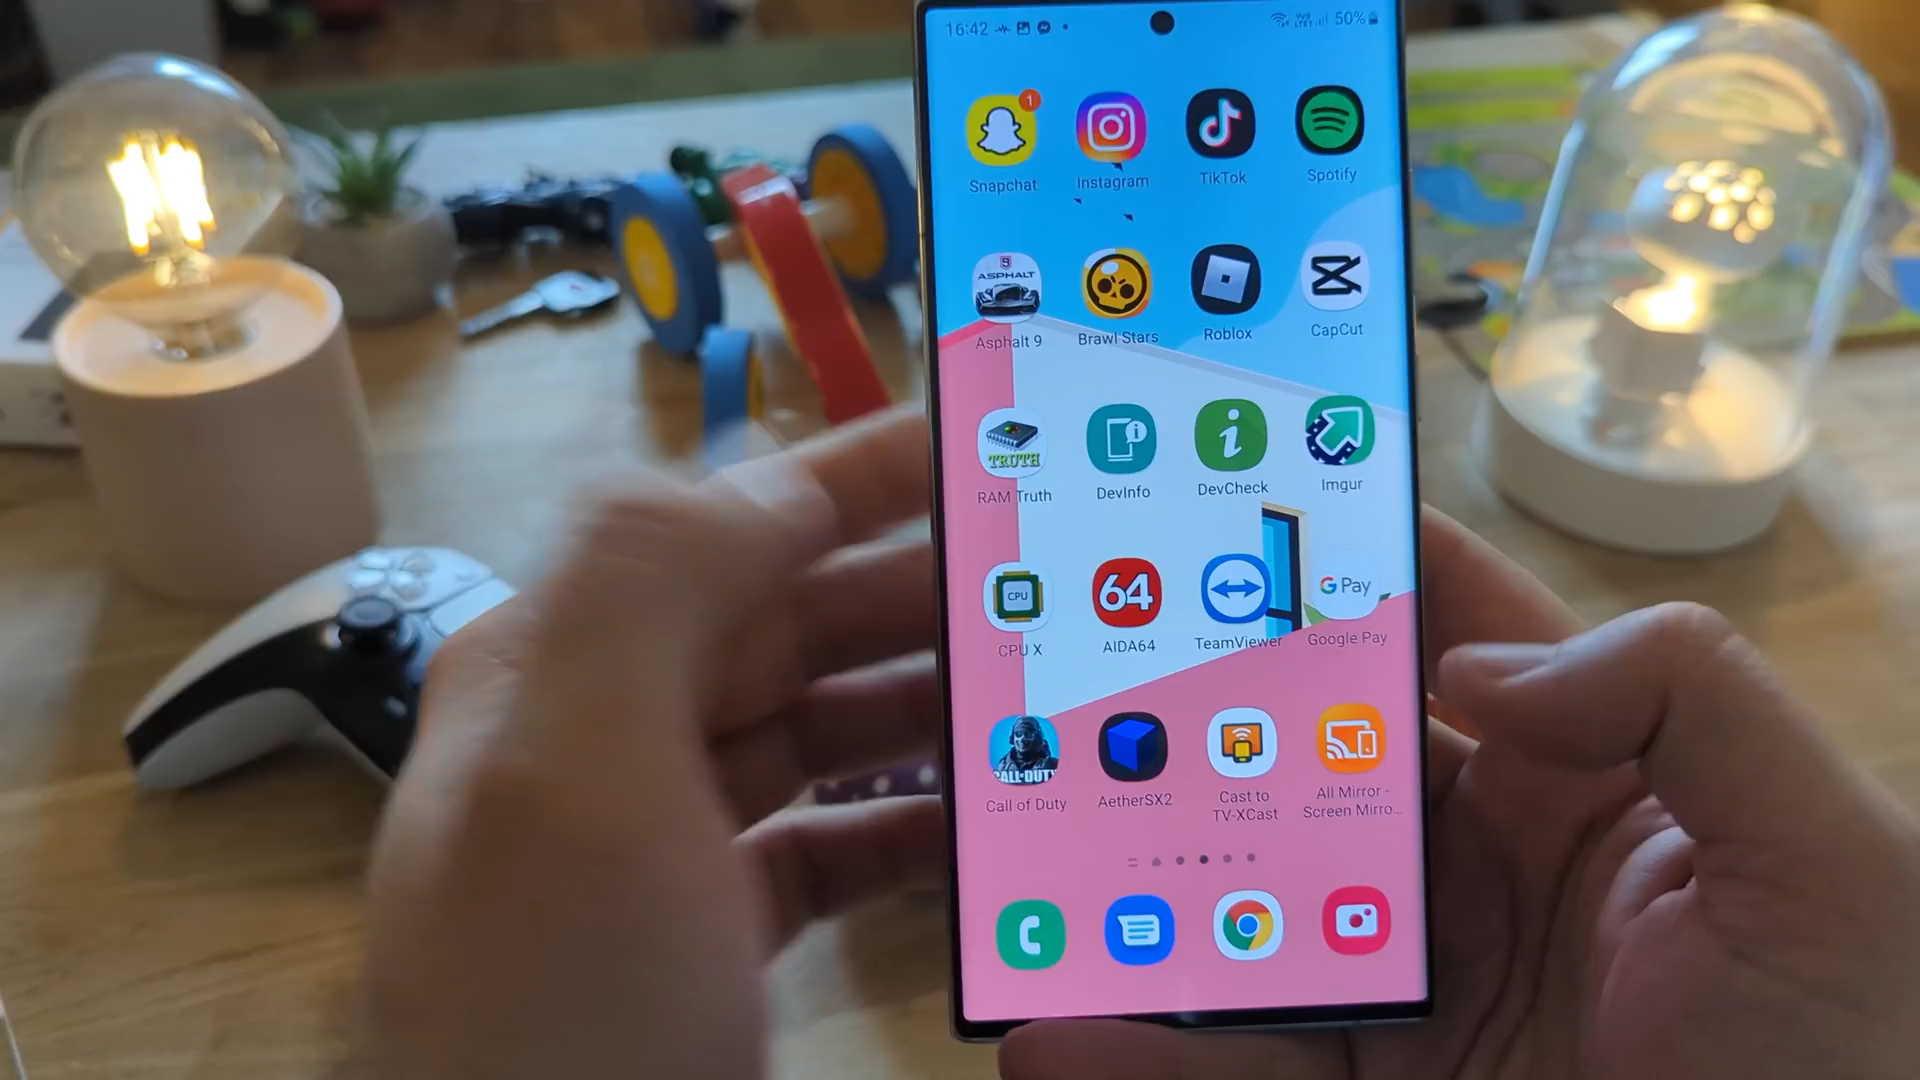 16:42
50%
1
Snapchat
Instagram
TikTok
Spotify
9
ASPHALT
Asphalt 9
Brawl Stars
Roblox
CapCut
TRUTH
RAM Truth
DevInfo
DevCheck
Imgur
CPU
64
G Pay
CPU X
AIDA64
TeamViewer
Google Pay
CALL·DUTY
Call of Duty
AetherSX2
Cast to
TV-XCast
All Mirror -
Screen Mirro...